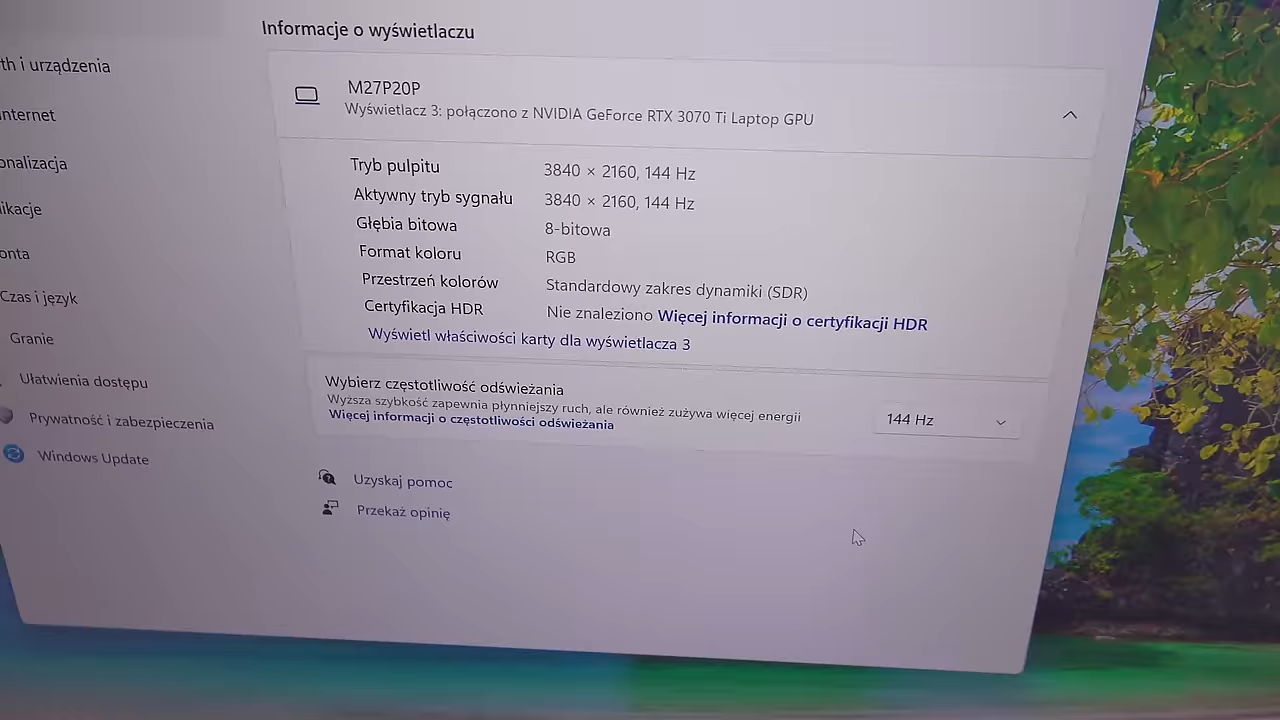 Informacje o wyświetlaczu
th i urządzenia
M27P20P
Wyświetlacz 3: połączono z NVIDIA GeForce RTX 3070 Ti Laptop GPU
nternet
onalizacja
Tryb pulpitu 3840 × 2160, 144 Hz
Aktywny tryb sygnału 3840 × 2160, 144 Hz
likacje
Głębia bitowa 8-bitowa
onta
Format koloru RGB
Przestrzeń kolorów Standardowy zakres dynamiki (SDR)
Czas i język
Certyfikacja HDR Nie znaleziono Więcej informacji o certyfikacji HDR
Granie
Wyświetl właściwości karty dla wyświetlacza 3
Ułatwienia dostępu
Wybierz częstotliwość odświeżania
Wyższa szybkość zapewnia płynniejszy ruch, ale również zużywa więcej energii
Więcej informacji o częstotliwości odświeżania
144 Hz
Prywatność i zabezpieczenia
Windows Update
Uzyskaj pomoc
Przekaż opinię